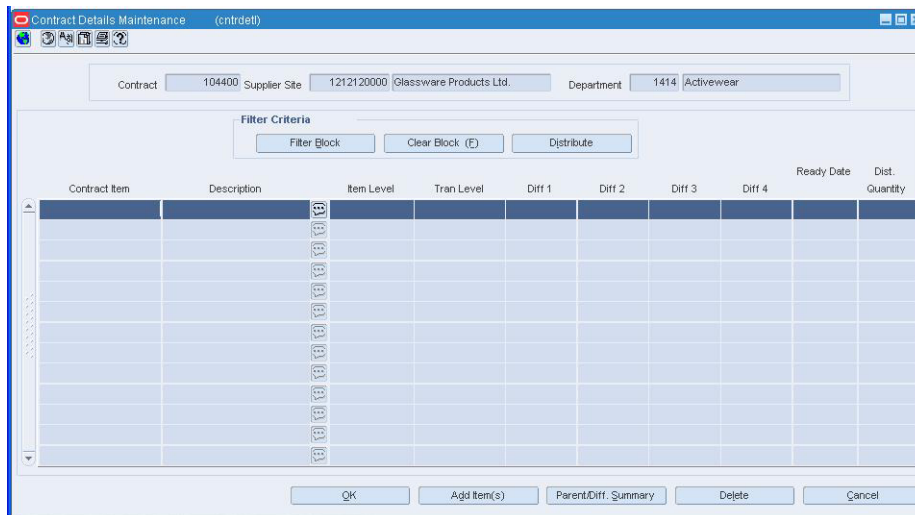 Contract Details Maintenance (cntrdetl)
Contract 104400 Supplier Site 1212120000 Glassware Products Ltd. Department 1414 Activewear
Filter Criteria
Filter Block Clear Block (F) Distribute
Contract Item Description Item Level Tran Level Diff 1 Diff 2 Diff 3 Diff 4 Ready Date Dist. Quantity
OK Add Item(s) Parent/Diff. Summary Delete Cancel